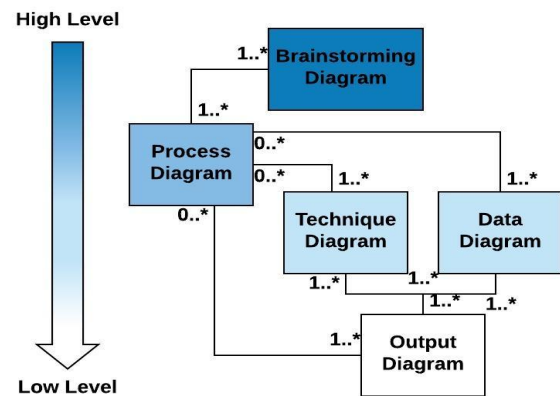 High Level
1..*
Brainstorming
Diagram
1..*
Process
Diagram
0..*
0..*
0..*
1..*
1..*
Technique
Diagram
Data
Diagram
1..*
1..*
1..*
1..*
1..*
Output
Diagram
Low Level